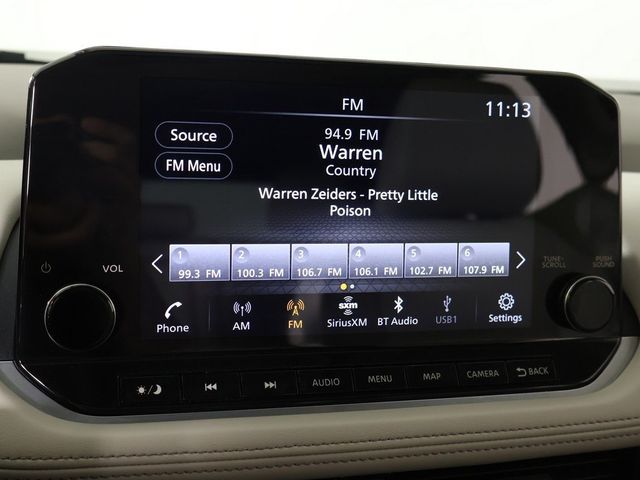 FM
11:13
Source
94.9 FM
FM Menu
Warren
Country
Warren Zeiders - Pretty Little
Poison
1 2 3 4 5 6
99.3 FM 100.3 FM 106.7 FM 106.1 FM 102.7 FM 107.9 FM
VOL
TUNE·
SCROLL
PUSH
SOUND
sxm
Phone AM FM SiriusXM BT Audio USB1 Settings
AUDIO MENU MAP CAMERA BACK